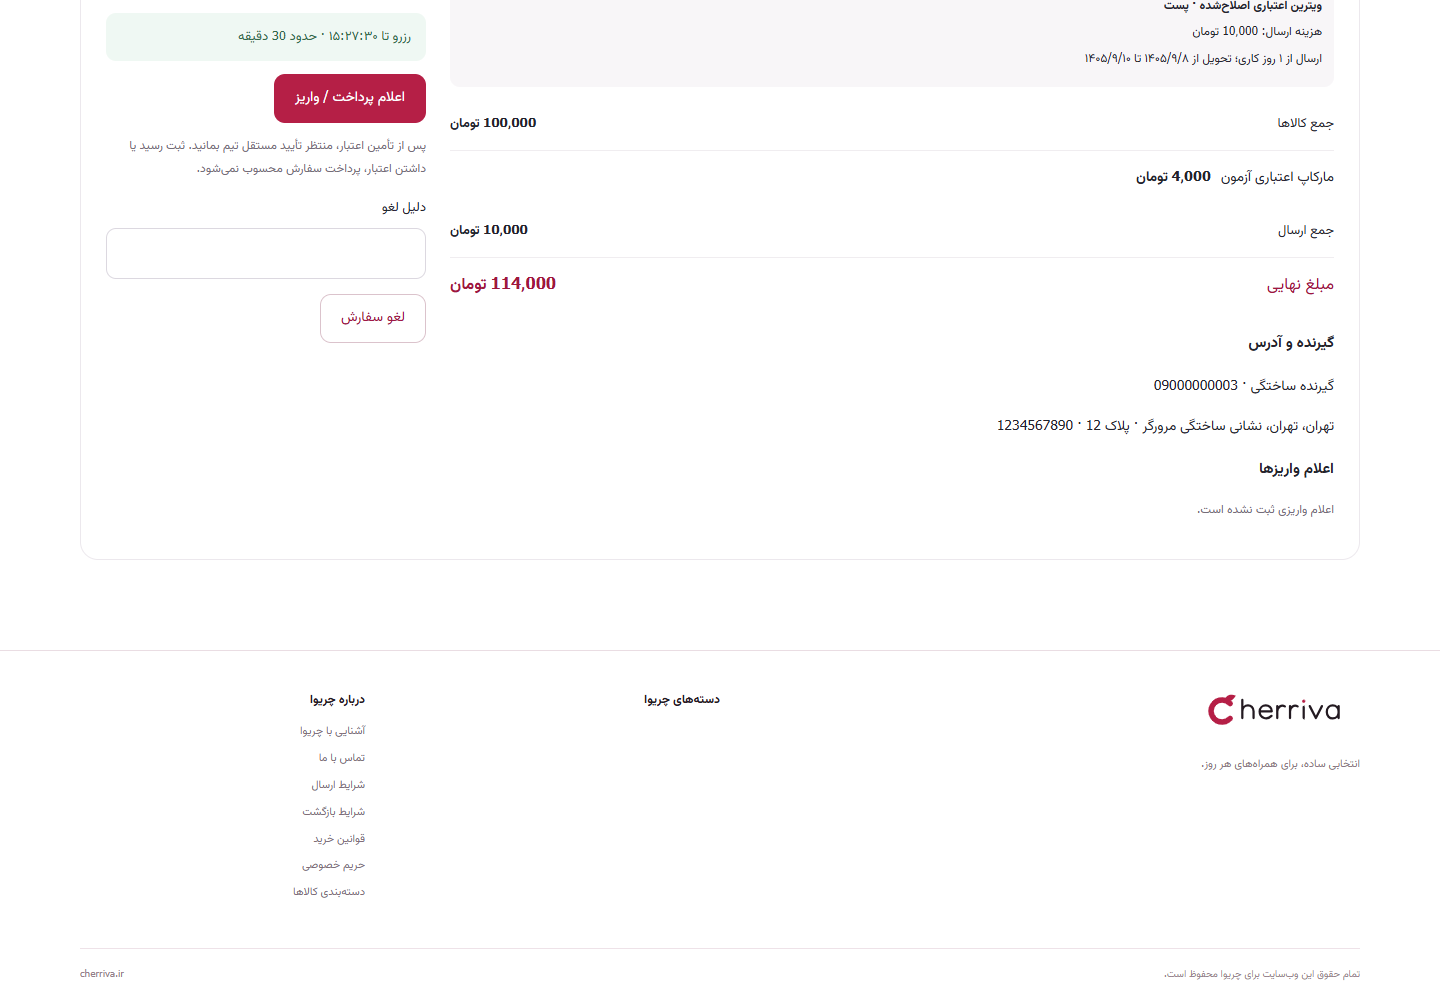 ویترین اعتباری اصلاح‌شده · پست
هزینه ارسال: 10,000 تومان
ارسال از ۱ روز کاری؛ تحویل از ۱۴۰۵/۹/۸ تا ۱۴۰۵/۹/۱۰
جمع کالاها 100,000 تومان
مارکاپ اعتباری آزمون 4,000 تومان
جمع ارسال 10,000 تومان
مبلغ نهایی 114,000 تومان
گیرنده و آدرس
گیرنده ساختگی · 09000000003
تهران، تهران، نشانی ساختگی مرورگر · پلاک 12 · 1234567890
اعلام واریزها
اعلام واریزی ثبت نشده است.
رزرو تا ۱۵:۲۷:۳۰ · حدود 30 دقیقه
اعلام پرداخت / واریز
پس از تأمین اعتبار، منتظر تأیید مستقل تیم بمانید. ثبت رسید یا
داشتن اعتبار، پرداخت سفارش محسوب نمی‌شود.
دلیل لغو
لغو سفارش
Cherriva
انتخابی ساده، برای همراه‌های هر روز.
دسته‌های چریوا
درباره چریوا
آشنایی با چریوا
تماس با ما
شرایط ارسال
شرایط بازگشت
قوانین خرید
حریم خصوصی
دسته‌بندی کالاها
تمام حقوق این وب‌سایت برای چریوا محفوظ است.
cherriva.ir